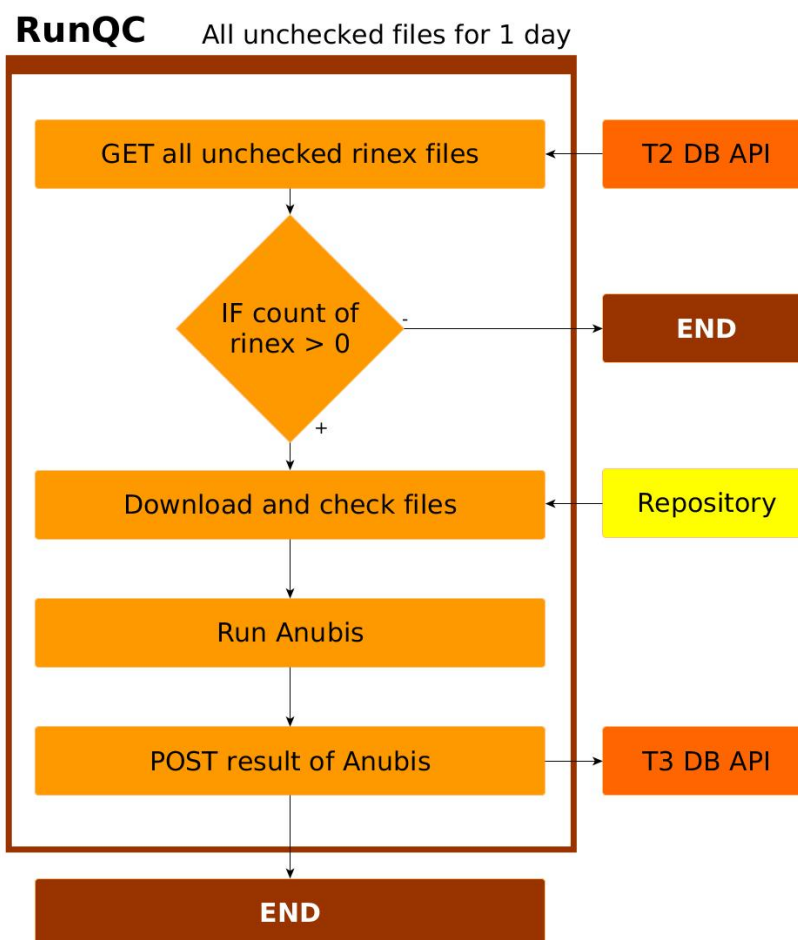 RunQC All unchecked files for 1 day
GET all unchecked rinex files
T2 DB API
IF count of
rinex > 0
-
END
+
Download and check files
Repository
Run Anubis
POST result of Anubis
T3 DB API
END